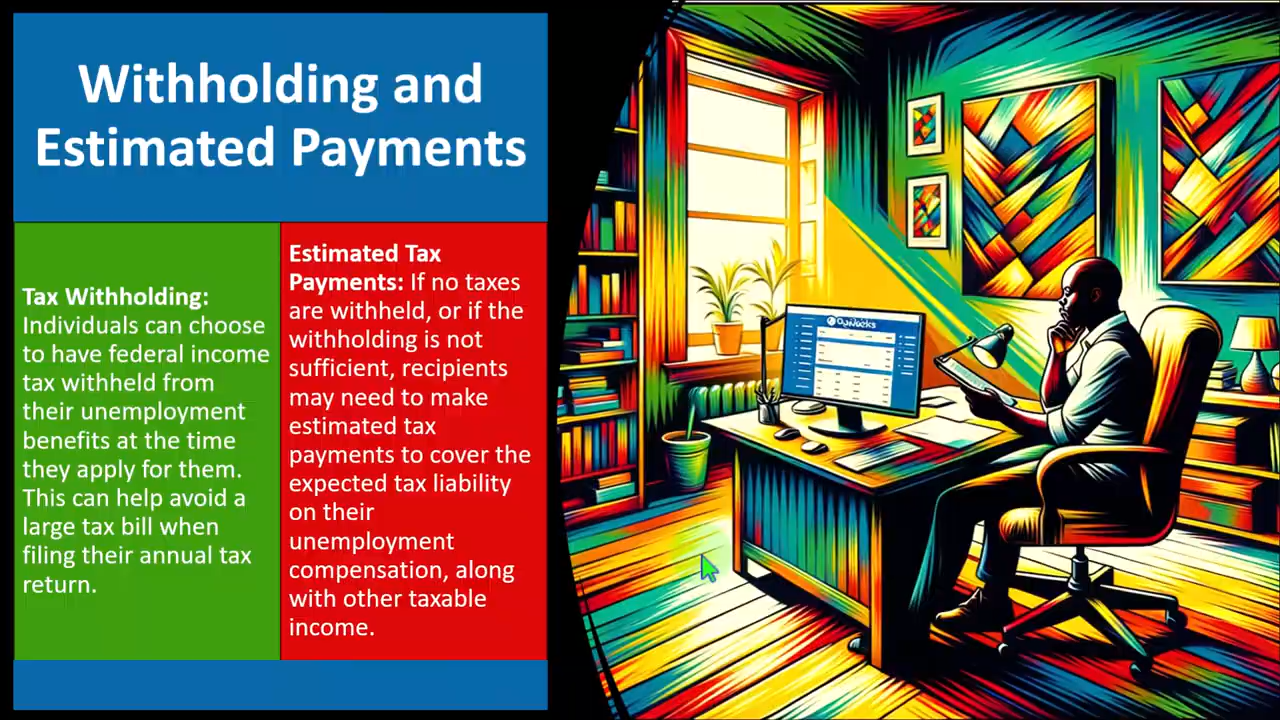 Withholding and
Estimated Payments
Tax Withholding:
Individuals can choose
to have federal income
tax withheld from
their unemployment
benefits at the time
they apply for them.
This can help avoid a
large tax bill when
filing their annual tax
return.
Estimated Tax
Payments: If no taxes
are withheld, or if the
withholding is not
sufficient, recipients
may need to make
estimated tax
payments to cover the
expected tax liability
on their
unemployment
compensation, along
with other taxable
income.